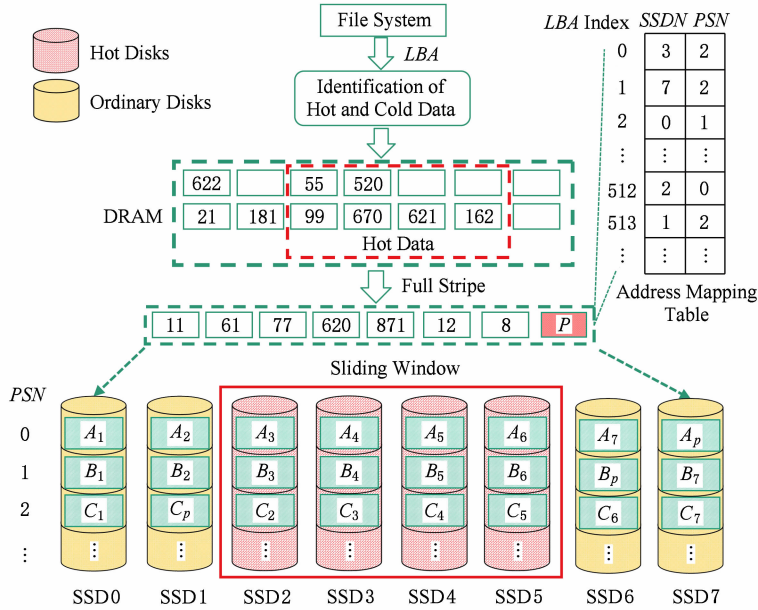 File System
LBA
Hot Disks
Ordinary Disks
Identification of
Hot and Cold Data
LBA Index SSDN PSN
0 3 2
1 7 2
2 0 1
⋮ ⋮ ⋮
512 2 0
513 1 2
⋮ ⋮ ⋮
Address Mapping
Table
622 55 520
DRAM 21 181 99 670 621 162
Hot Data
Full Stripe
11 61 77 620 871 12 8 P
Sliding Window
PSN
0 A1 A2 A3 A4 A5 A6 A7 Ap
1 B1 B2 B3 B4 B5 B6 Bp B7
2 C1 Cp C2 C3 C4 C5 C6 C7
⋮ ⋮ ⋮ ⋮ ⋮ ⋮ ⋮ ⋮ ⋮
SSD0 SSD1 SSD2 SSD3 SSD4 SSD5 SSD6 SSD7